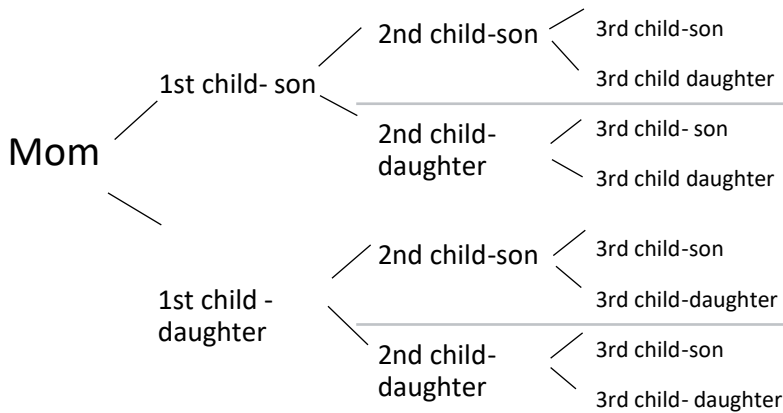 Mom
1st child- son
2nd child-son
3rd child-son
3rd child daughter
2nd child-
daughter
3rd child- son
3rd child daughter
1st child -
daughter
2nd child-son
3rd child-son
3rd child-daughter
2nd child-
daughter
3rd child-son
3rd child- daughter